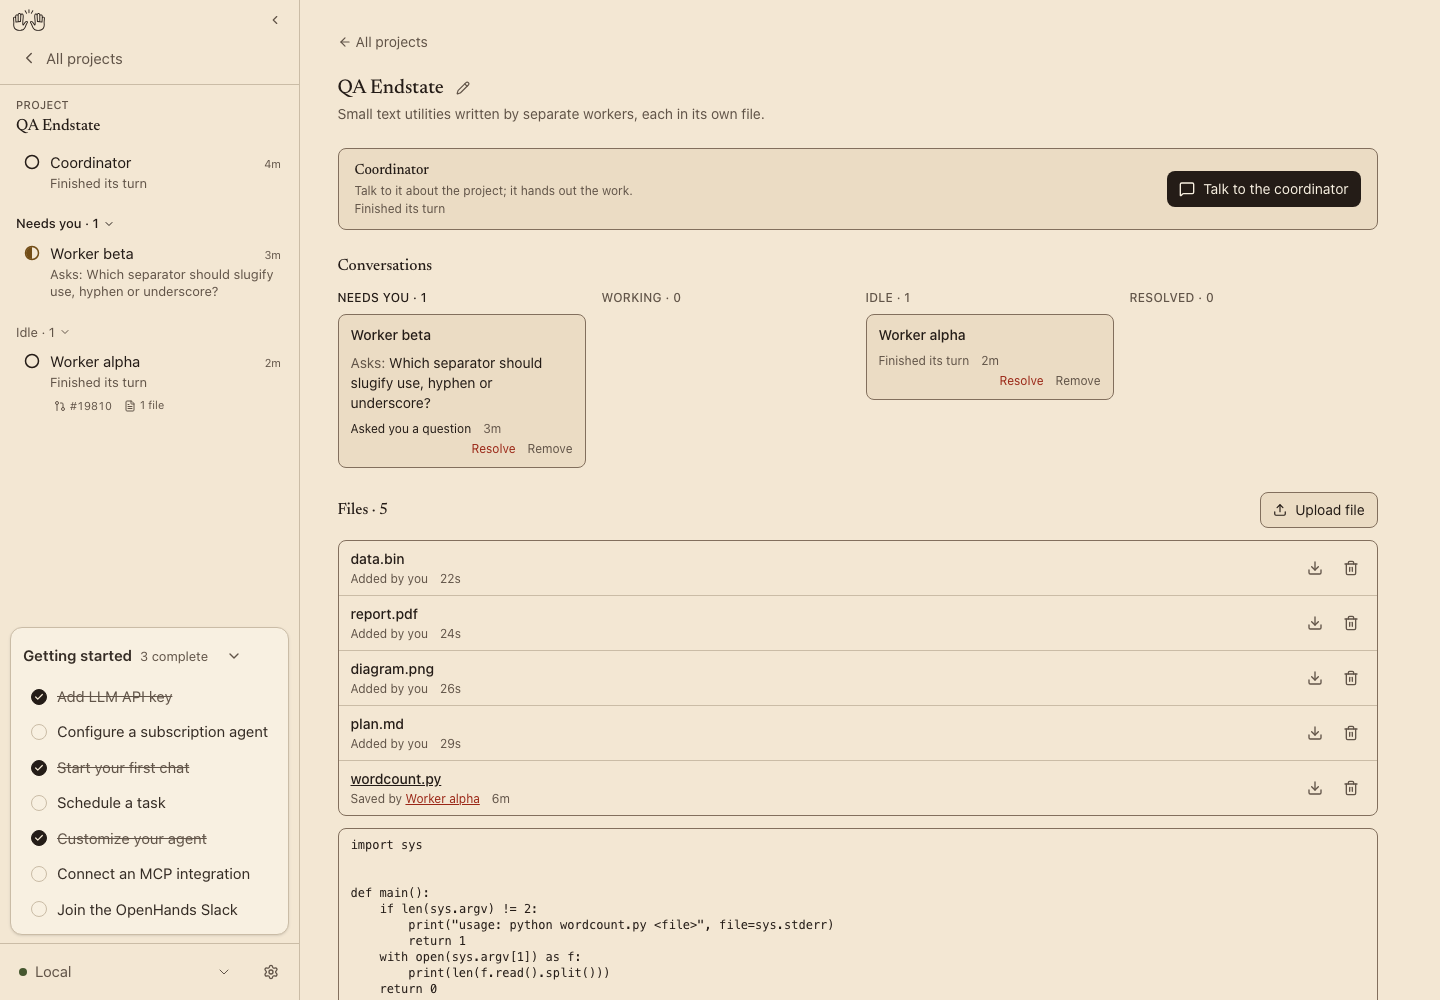 All projects
PROJECT
QA Endstate
Coordinator 4m
Finished its turn
Needs you · 1
Worker beta 3m
Asks: Which separator should slugify
use, hyphen or underscore?
Idle · 1
Worker alpha 2m
Finished its turn
#19810 1 file
Getting started 3 complete
Add LLM API key
Configure a subscription agent
Start your first chat
Schedule a task
Customize your agent
Connect an MCP integration
Join the OpenHands Slack
Local
All projects
QA Endstate
Small text utilities written by separate workers, each in its own file.
Coordinator
Talk to it about the project; it hands out the work.
Finished its turn
Talk to the coordinator
Conversations
NEEDS YOU · 1
Worker beta
Asks: Which separator should
slugify use, hyphen or
underscore?
Asked you a question 3m
Resolve Remove
WORKING · 0
IDLE · 1
Worker alpha
Finished its turn 2m
Resolve Remove
RESOLVED · 0
Files · 5
Upload file
data.bin
Added by you 22s
report.pdf
Added by you 24s
diagram.png
Added by you 26s
plan.md
Added by you 29s
wordcount.py
Saved by Worker alpha 6m
import sys
def main():
    if len(sys.argv) != 2:
        print("usage: python wordcount.py <file>", file=sys.stderr)
        return 1
    with open(sys.argv[1]) as f:
        print(len(f.read().split()))
    return 0